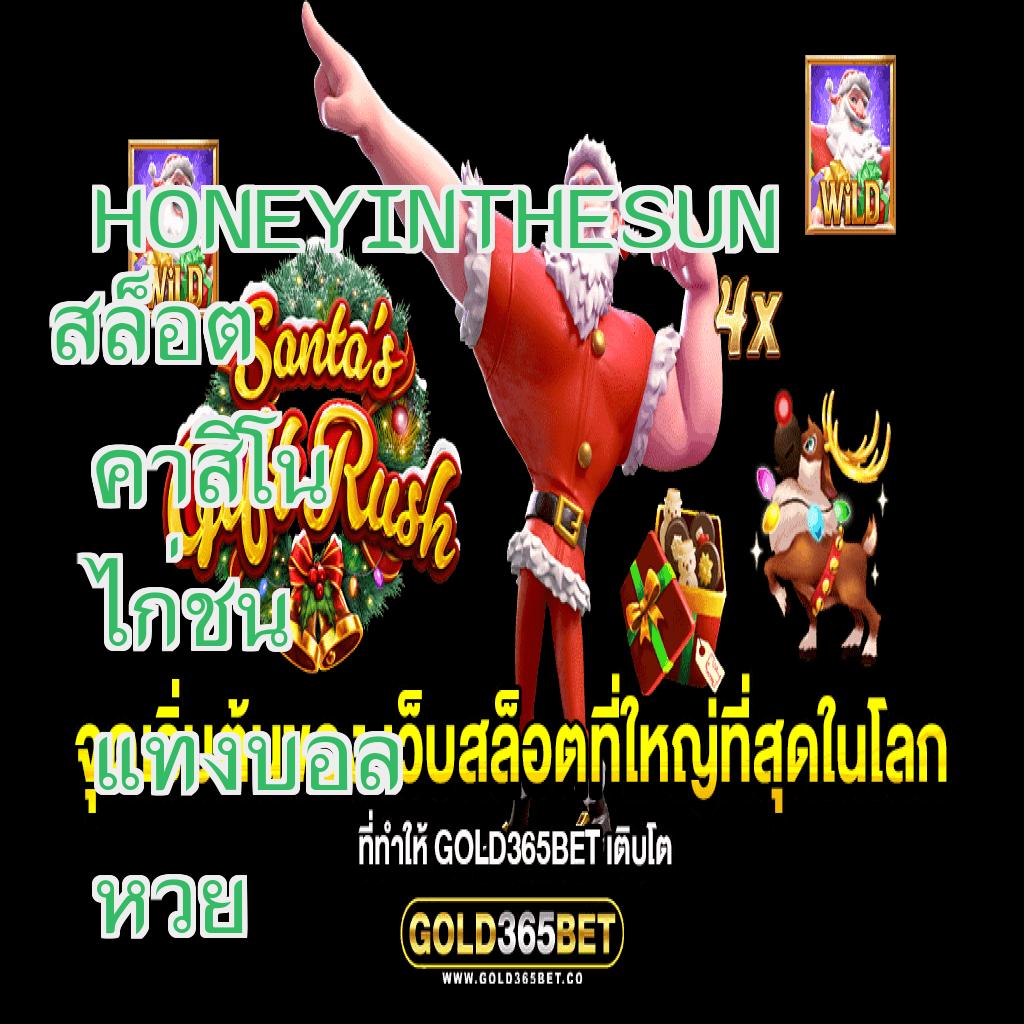 WILD
HONEYINTHESUN
WILD
สล็อต
Santa's
4x
คาสิโน
Gift Rush
ไก่ชน
เว็บสล็อตที่ใหญ่ที่สุดในโลก
แทงบอล
ที่ทำให้ GOLD365BET เติบโต
หวย
GOLD365BET
WWW.GOLD365BET.CO